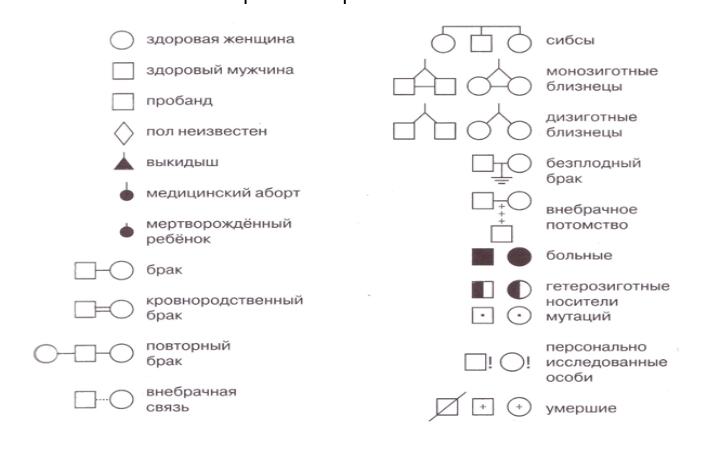 здоровая женщина
здоровый мужчина
пробанд
пол неизвестен
выкидыш
медицинский аборт
мертворождённый
ребёнок
брак
кровнородственный
брак
повторный
брак
внебрачная
связь
сибсы
монозиготные
близнецы
дизиготные
близнецы
безплодный
брак
внебрачное
потомство
больные
гетерозиготные
носители
мутаций
персонально
исследованные
особи
умершие